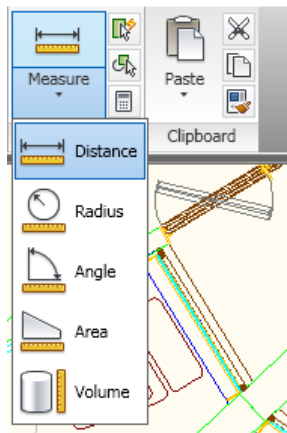 Measure
Paste
Clipboard
Distance
Radius
Angle
Area
Volume